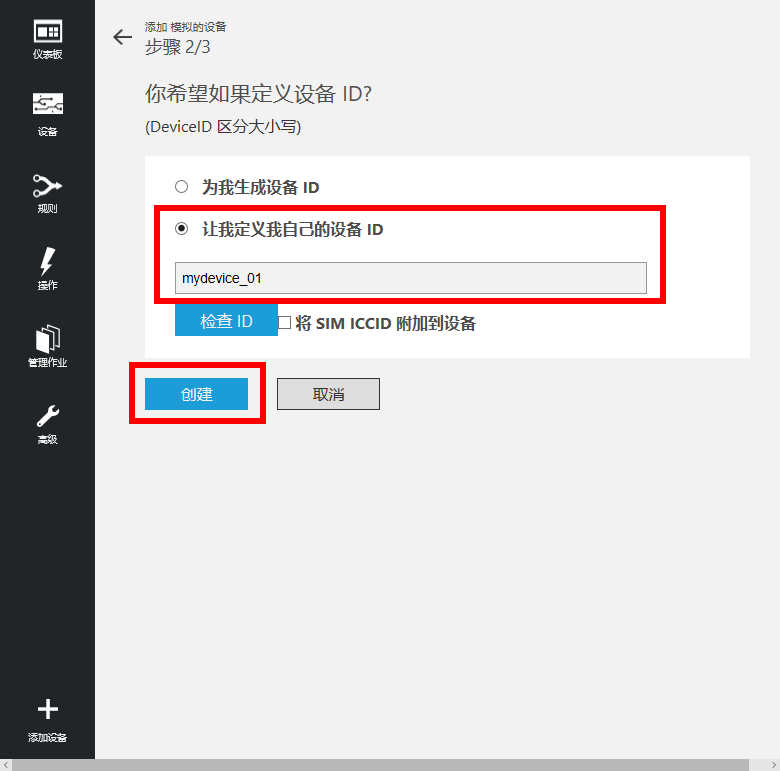 仪表板
设备
规则
操作
管理作业
高级
添加设备
添加 模拟的设备
步骤 2/3
你希望如果定义设备 ID?
(DeviceID 区分大小写)
为我生成设备 ID
让我定义我自己的设备 ID
mydevice_01
检查 ID 将 SIM ICCID 附加到设备
创建 取消